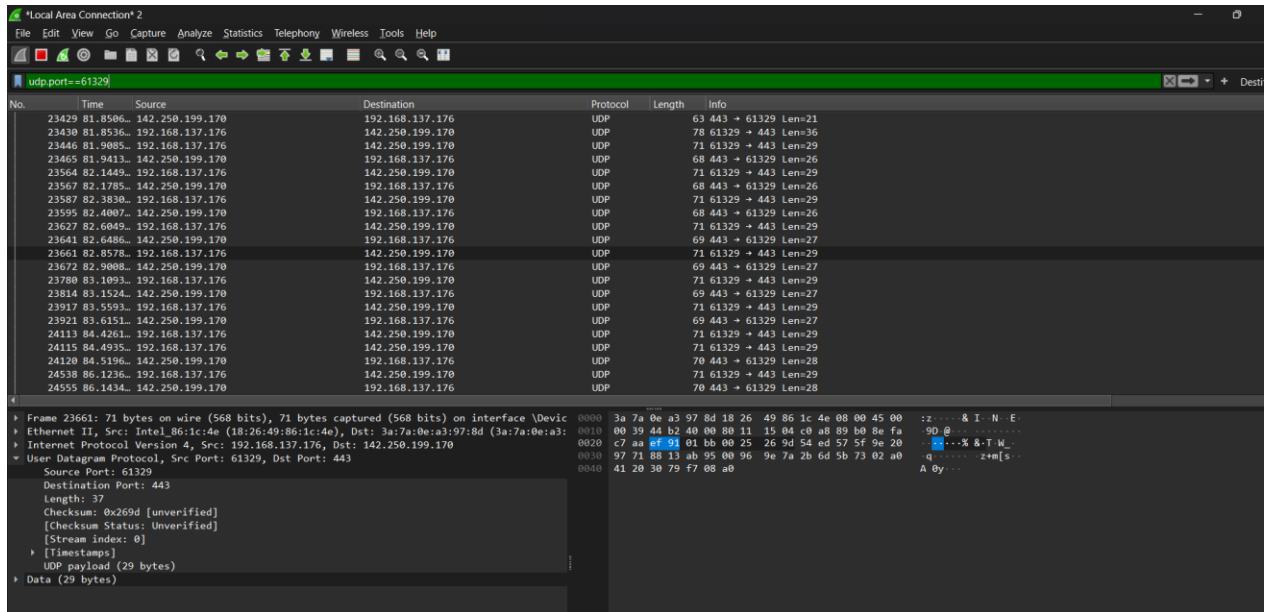 *Local Area Connection* 2
File Edit View Go Capture Analyze Statistics Telephony Wireless Tools Help
udp.port==61329
+ Desti
No. Time Source Destination Protocol Length Info
23429 81.8506… 142.250.199.170 192.168.137.176 UDP 63 443 → 61329 Len=21
23430 81.8536… 192.168.137.176 142.250.199.170 UDP 78 61329 → 443 Len=36
23446 81.9085… 192.168.137.176 142.250.199.170 UDP 71 61329 → 443 Len=29
23465 81.9413… 142.250.199.170 192.168.137.176 UDP 68 443 → 61329 Len=26
23564 82.1449… 192.168.137.176 142.250.199.170 UDP 71 61329 → 443 Len=29
23567 82.1785… 142.250.199.170 192.168.137.176 UDP 68 443 → 61329 Len=26
23587 82.3830… 192.168.137.176 142.250.199.170 UDP 71 61329 → 443 Len=29
23595 82.4007… 142.250.199.170 192.168.137.176 UDP 68 443 → 61329 Len=26
23627 82.6049… 192.168.137.176 142.250.199.170 UDP 71 61329 → 443 Len=29
23641 82.6486… 142.250.199.170 192.168.137.176 UDP 69 443 → 61329 Len=27
23661 82.8578… 192.168.137.176 142.250.199.170 UDP 71 61329 → 443 Len=29
23672 82.9008… 142.250.199.170 192.168.137.176 UDP 69 443 → 61329 Len=27
23780 83.1093… 192.168.137.176 142.250.199.170 UDP 71 61329 → 443 Len=29
23814 83.1524… 142.250.199.170 192.168.137.176 UDP 69 443 → 61329 Len=27
23917 83.5593… 192.168.137.176 142.250.199.170 UDP 71 61329 → 443 Len=29
23921 83.6151… 142.250.199.170 192.168.137.176 UDP 69 443 → 61329 Len=27
24113 84.4261… 192.168.137.176 142.250.199.170 UDP 71 61329 → 443 Len=29
24115 84.4935… 192.168.137.176 142.250.199.170 UDP 71 61329 → 443 Len=29
24120 84.5196… 142.250.199.170 192.168.137.176 UDP 70 443 → 61329 Len=28
24538 86.1236… 192.168.137.176 142.250.199.170 UDP 71 61329 → 443 Len=29
24555 86.1434… 142.250.199.170 192.168.137.176 UDP 70 443 → 61329 Len=28
Frame 23661: 71 bytes on wire (568 bits), 71 bytes captured (568 bits) on interface \Devic
Ethernet II, Src: Intel_86:1c:4e (18:26:49:86:1c:4e), Dst: 3a:7a:0e:a3:97:8d (3a:7a:0e:a3:
Internet Protocol Version 4, Src: 192.168.137.176, Dst: 142.250.199.170
User Datagram Protocol, Src Port: 61329, Dst Port: 443
Source Port: 61329
Destination Port: 443
Length: 37
Checksum: 0x269d [unverified]
[Checksum Status: Unverified]
[Stream index: 0]
[Timestamps]
UDP payload (29 bytes)
Data (29 bytes)
0000 3a 7a 0e a3 97 8d 18 26 49 86 1c 4e 08 00 45 00 :z·····& I··N··E·
0010 00 39 44 b2 40 00 80 11 15 04 c0 a8 89 b0 8e fa ·9D·@··· ········
0020 c7 aa ef 91 01 bb 00 25 26 9d 54 ed 57 5f 9e 20 ·······% &·T·W_·
0030 97 71 88 13 ab 95 00 96 9e 7a 2b 6d 5b 73 02 a0 ·q······ ·z+m[s··
0040 41 20 30 79 f7 08 a0 A 0y···